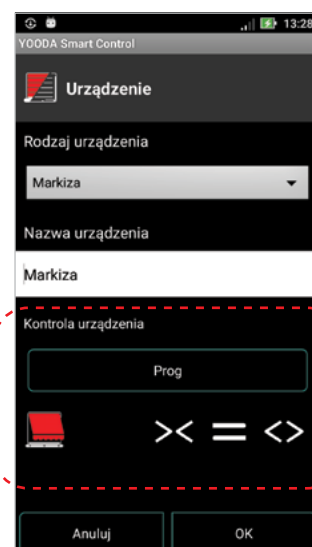 13:28
YOODA Smart Control
Urządzenie
Rodzaj urządzenia
Markiza
Nazwa urządzenia
Markiza
Kontrola urządzenia
Prog
>< = <>
Anuluj OK